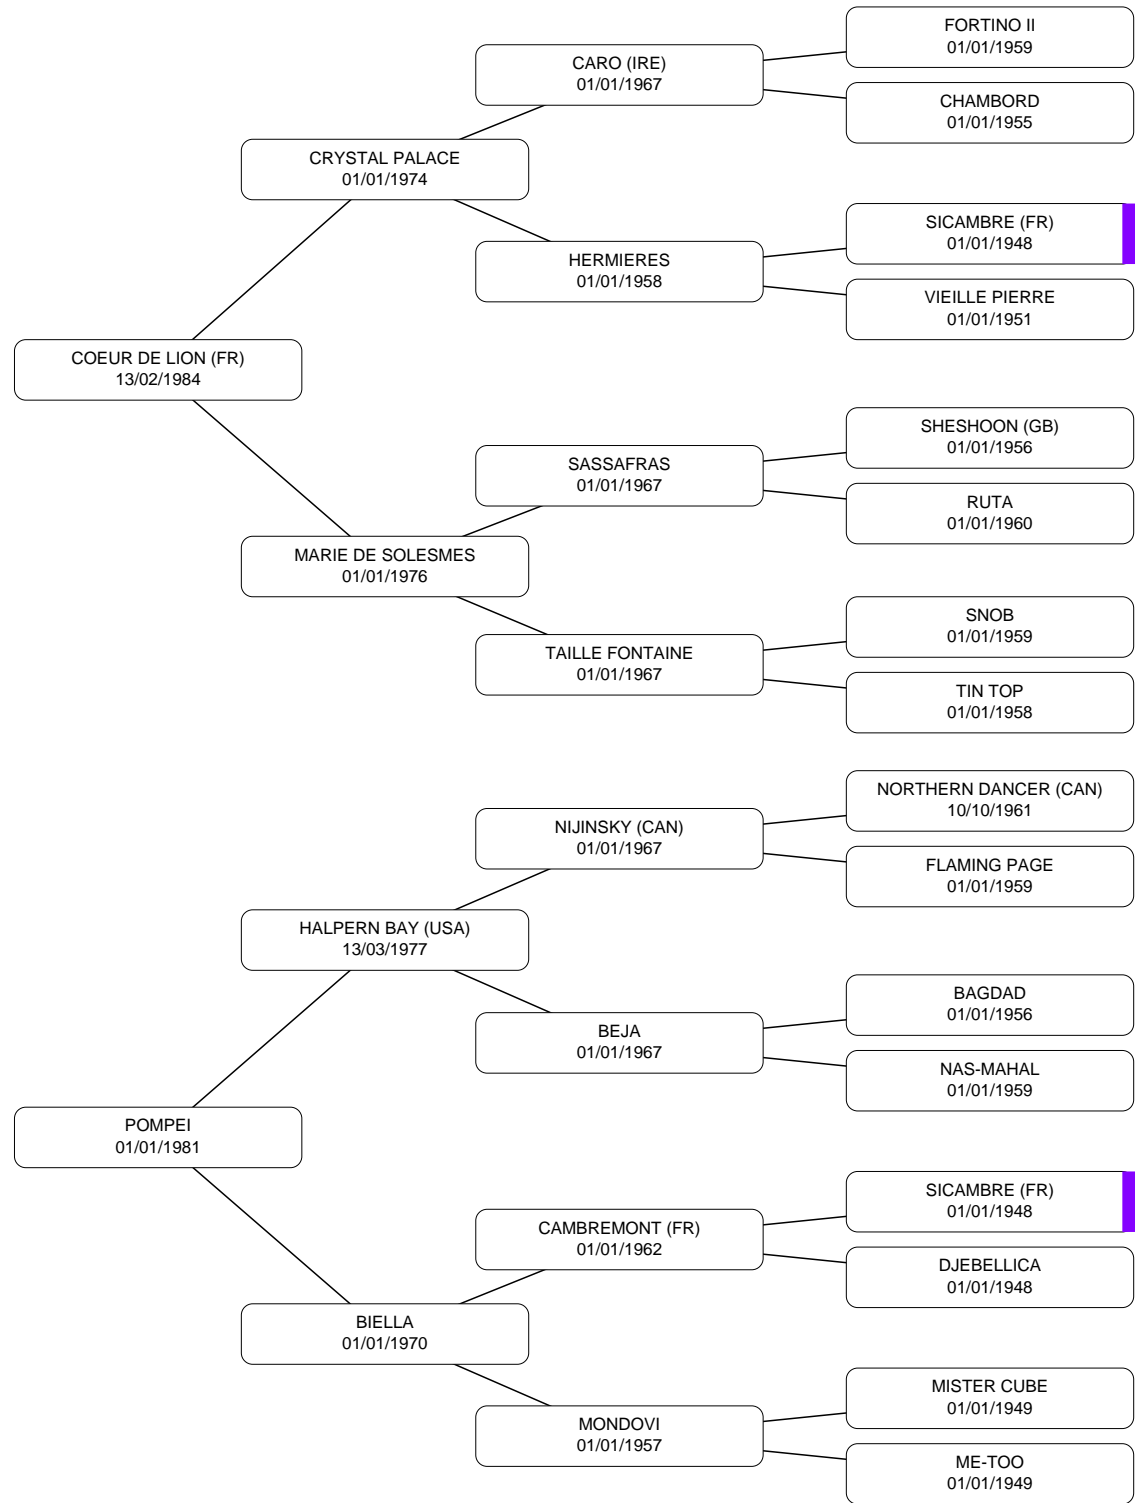 FORTINO II
01/01/1959
CARO (IRE)
01/01/1967
CHAMBORD
01/01/1955
CRYSTAL PALACE
01/01/1974
SICAMBRE (FR)
01/01/1948
HERMIERES
01/01/1958
VIEILLE PIERRE
01/01/1951
COEUR DE LION (FR)
13/02/1984
SHESHOON (GB)
01/01/1956
SASSAFRAS
01/01/1967
RUTA
01/01/1960
MARIE DE SOLESMES
01/01/1976
SNOB
01/01/1959
TAILLE FONTAINE
01/01/1967
TIN TOP
01/01/1958
NORTHERN DANCER (CAN)
10/10/1961
NIJINSKY (CAN)
01/01/1967
FLAMING PAGE
01/01/1959
HALPERN BAY (USA)
13/03/1977
BAGDAD
01/01/1956
BEJA
01/01/1967
NAS-MAHAL
01/01/1959
POMPEI
01/01/1981
SICAMBRE (FR)
01/01/1948
CAMBREMONT (FR)
01/01/1962
DJEBELLICA
01/01/1948
BIELLA
01/01/1970
MISTER CUBE
01/01/1949
MONDOVI
01/01/1957
ME-TOO
01/01/1949